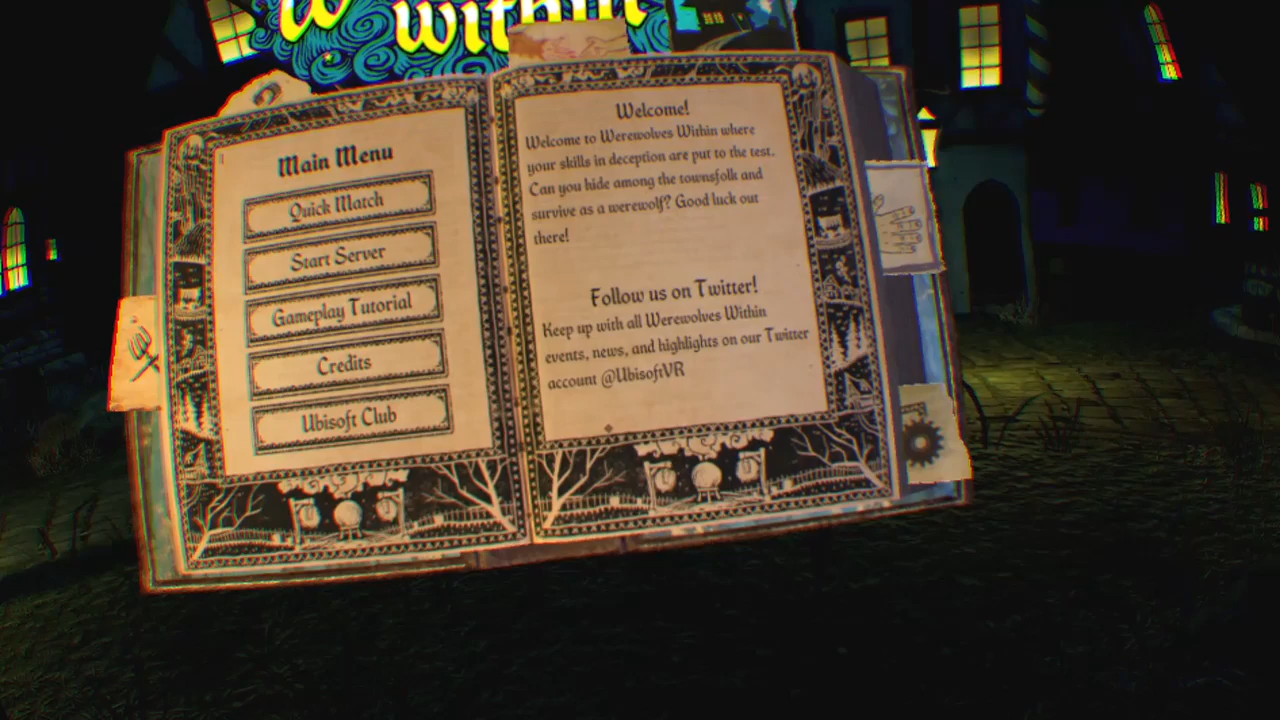 within
Main Menu
Quick Match
Start Server
Gameplay Tutorial
Credits
Ubisoft Club
Welcome!
Welcome to Werewolves Within where
your skills in deception are put to the test.
Can you hide among the townsfolk and
survive as a werewolf? Good luck out
there!
Follow us on Twitter!
Keep up with all Werewolves Within
events, news, and highlights on our Twitter
account @UbisoftVR